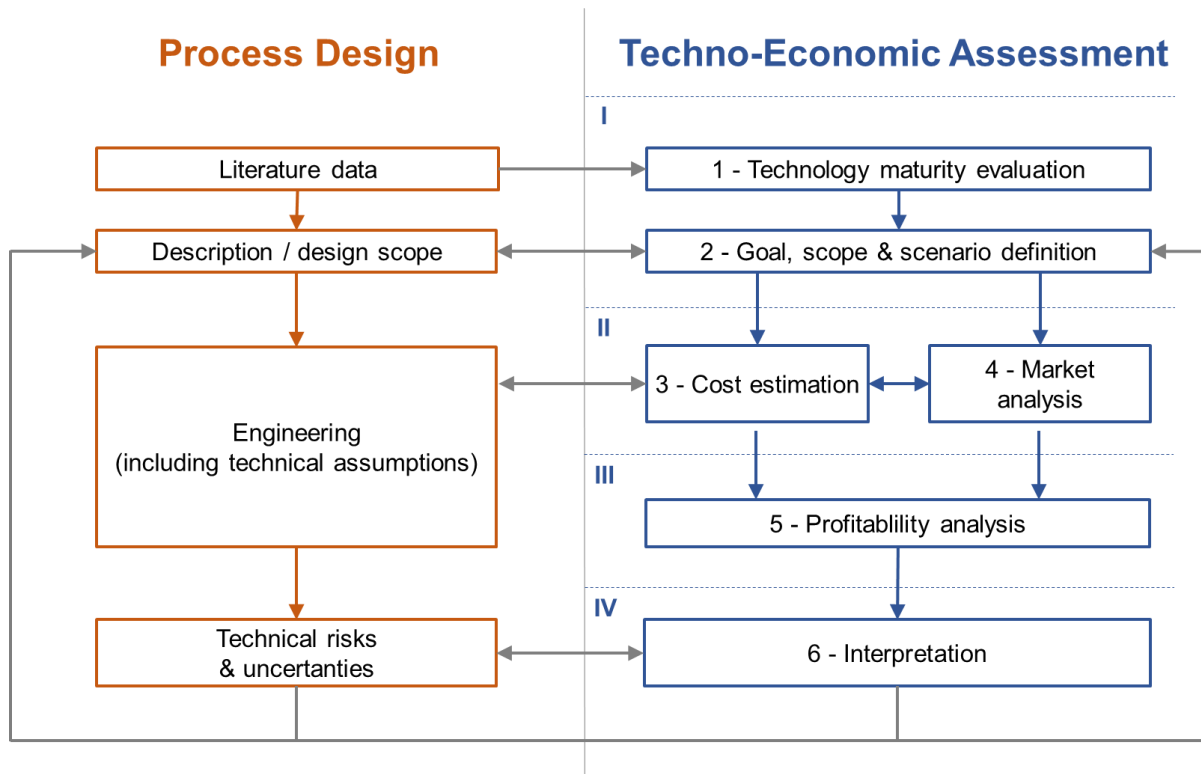 Process Design
Techno-Economic Assessment
I
Literature data
1 - Technology maturity evaluation
Description / design scope
2 - Goal, scope & scenario definition
II
Engineering
(including technical assumptions)
3 - Cost estimation
4 - Market
analysis
III
5 - Profitablility analysis
IV
Technical risks
& uncertanties
6 - Interpretation